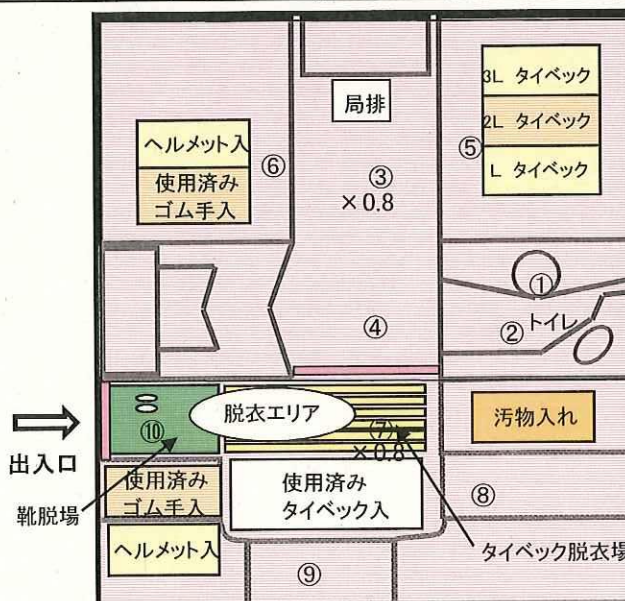 局排
3L タイベック
2L タイベック
L タイベック
⑤
ヘルメット入
使用済み
ゴム手入
⑥
③
×0.8
①
②
トイレ
④
脱衣エリア
⑦
×0.8
⑩
汚物入れ
出入口
靴脱場
使用済み
ゴム手入
使用済み
タイベック入
⑧
ヘルメット入
⑨
タイベック脱衣場